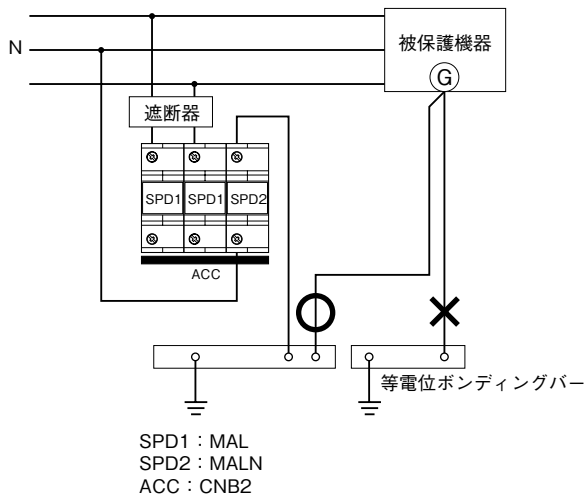 N
被保護機器
G
遮断器
SPD1 SPD1 SPD2
ACC
等電位ボンディングバー
SPD1：MAL
SPD2：MALN
ACC：CNB2